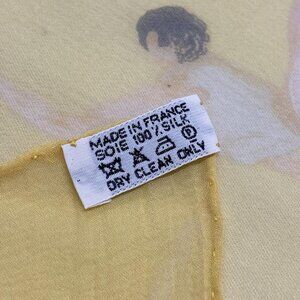 MADE IN FRANCE
SOIE 100% SILK
DRY CLEAN ONLY